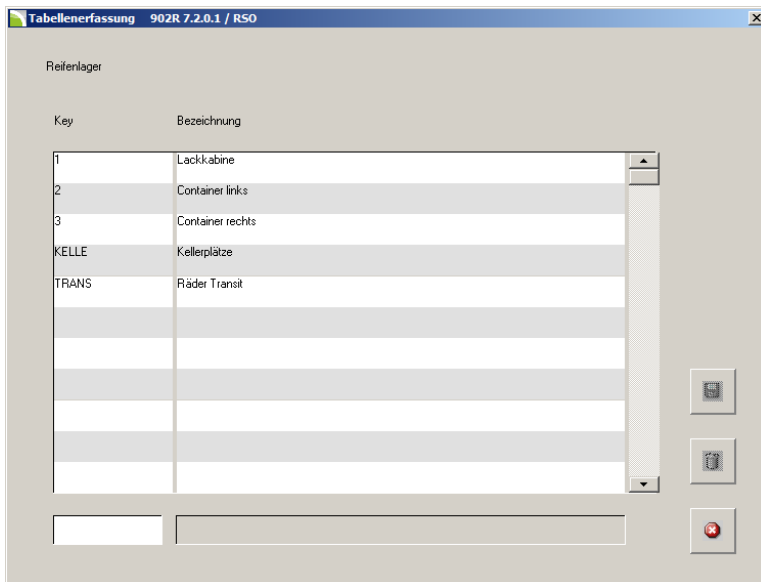 Tabellenerfassung 902R 7.2.0.1 / RSO
Reifenlager
Key Bezeichnung
1 Lackkabine
2 Container links
3 Container rechts
KELLE Kellerplätze
TRANS Räder Transit